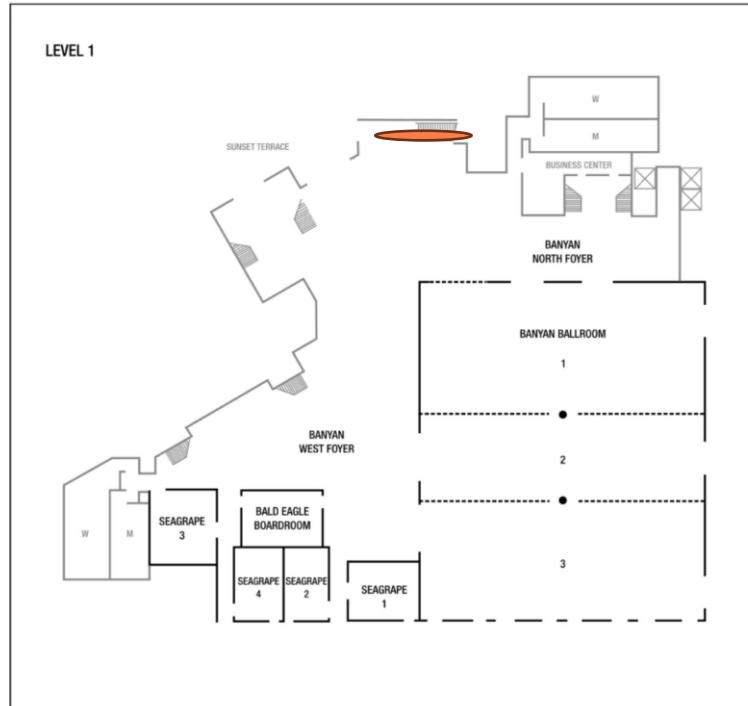 LEVEL 1
W
M
SUNSET TERRACE
BUSINESS CENTER
BANYAN
NORTH FOYER
BANYAN BALLROOM
1
2
3
BANYAN
WEST FOYER
BALD EAGLE
BOARDROOM
SEAGRAPE
3
W
M
SEAGRAPE
4
SEAGRAPE
2
SEAGRAPE
1